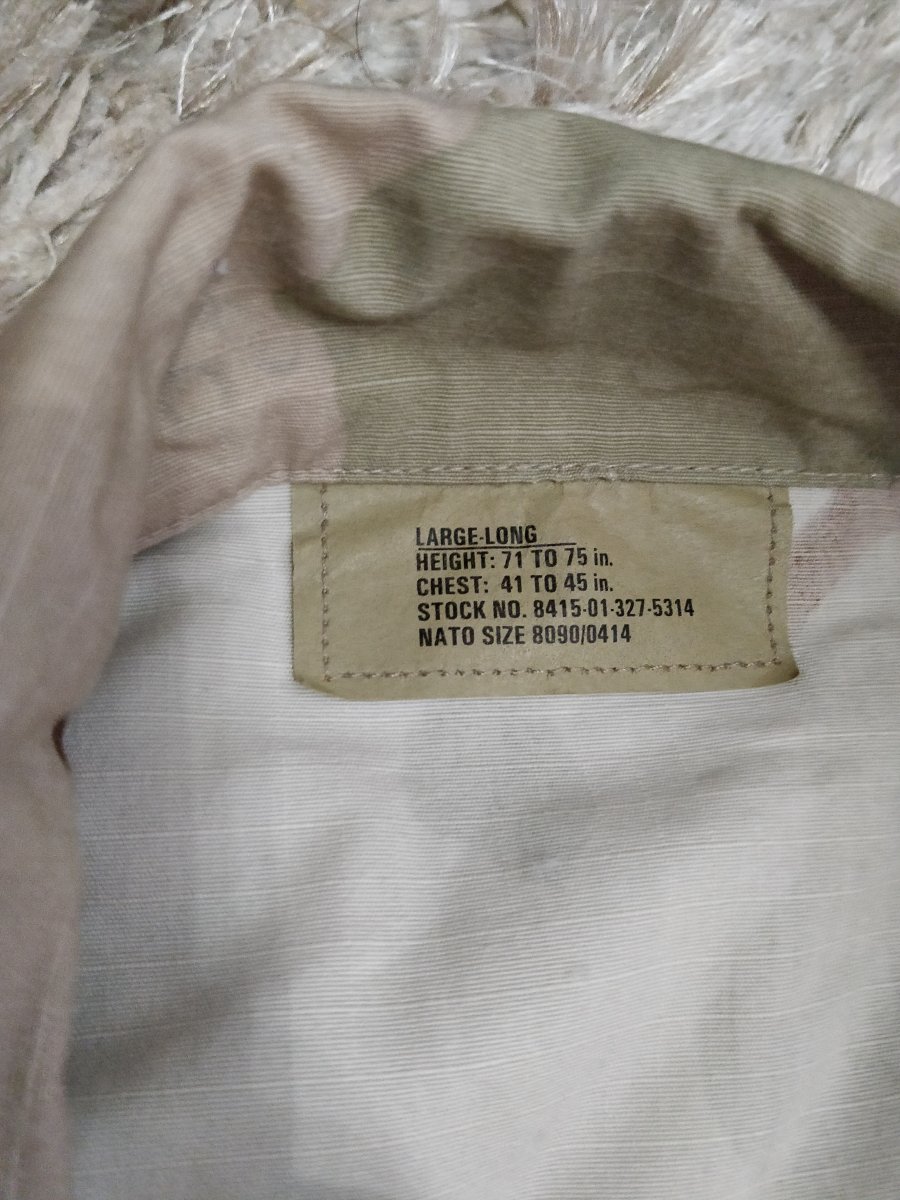 LARGE-LONG
HEIGHT: 71 TO 75 in.
CHEST: 41 TO 45 in.
STOCK NO. 8415-01-327-5314
NATO SIZE 8090/0414